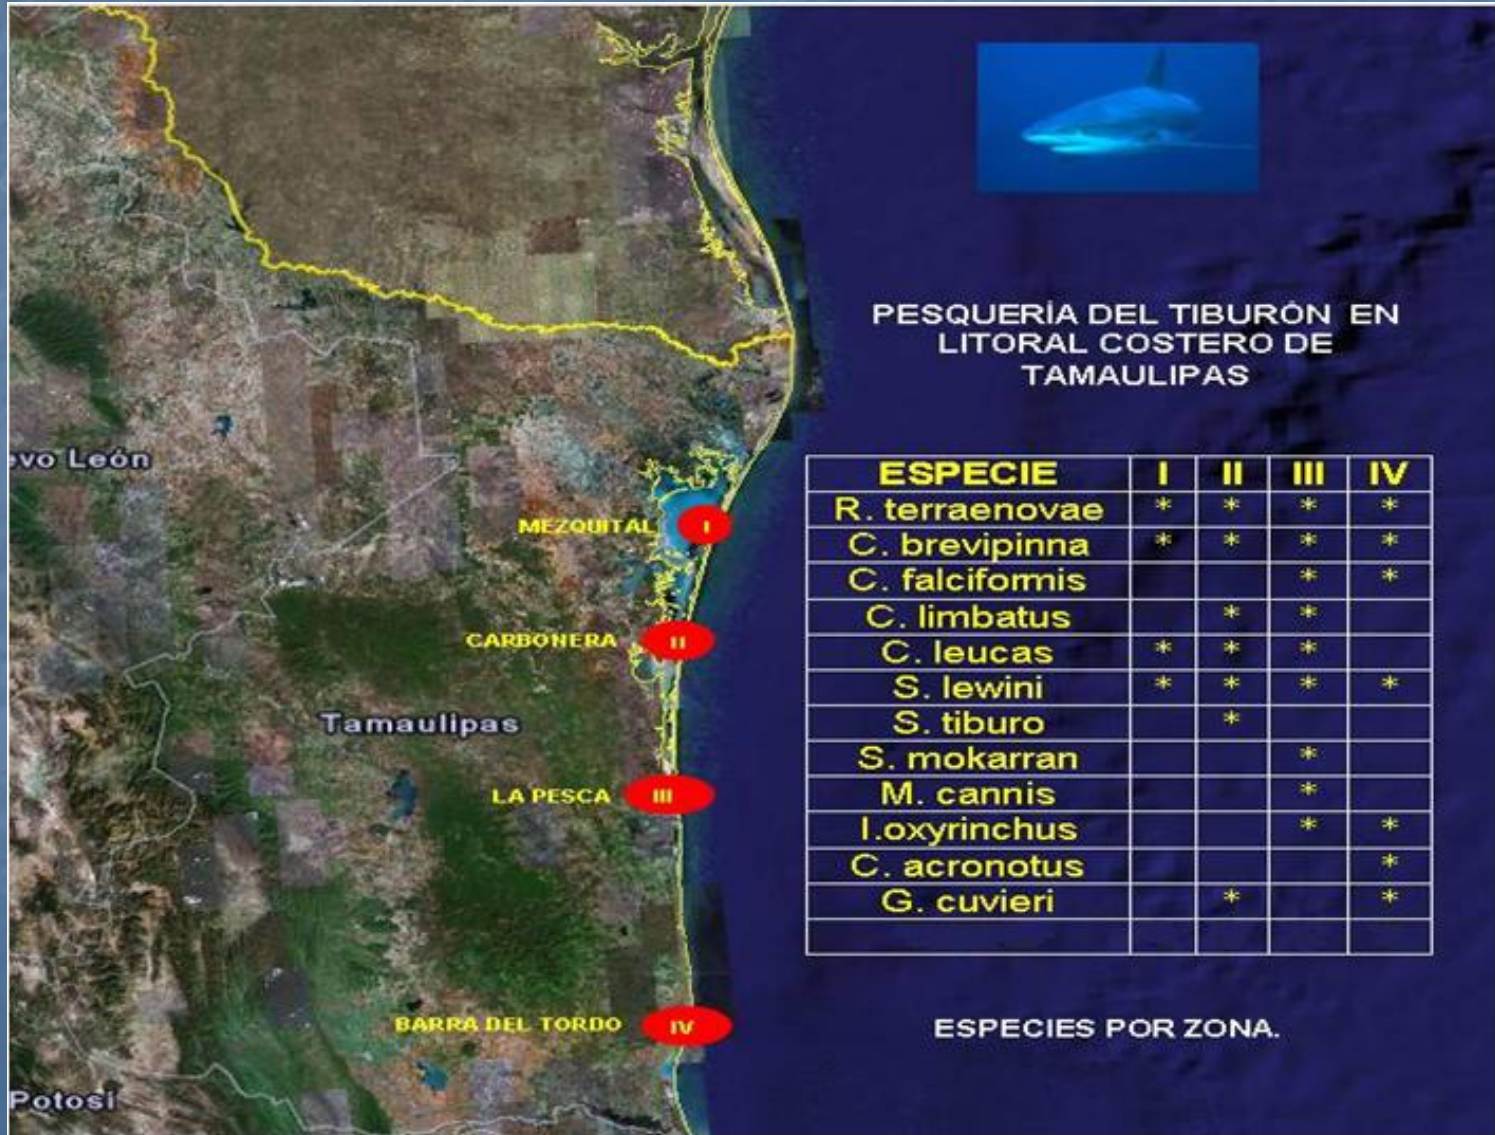 PESQUERÍA DEL TIBURÓN EN
LITORAL COSTERO DE
TAMAULIPAS
evo León
MEZQUITAL I
CARBONERA II
Tamaulipas
LA PESCA III
BARRA DEL TORDO IV
Potosí
ESPECIE I II III IV
R. terraenovae * * * *
C. brevipinna * * * *
C. falciformis * *
C. limbatus * *
C. leucas * * *
S. lewini * * * *
S. tiburo *
S. mokarran *
M. cannis *
I.oxyrinchus * *
C. acronotus *
G. cuvieri * *
ESPECIES POR ZONA.